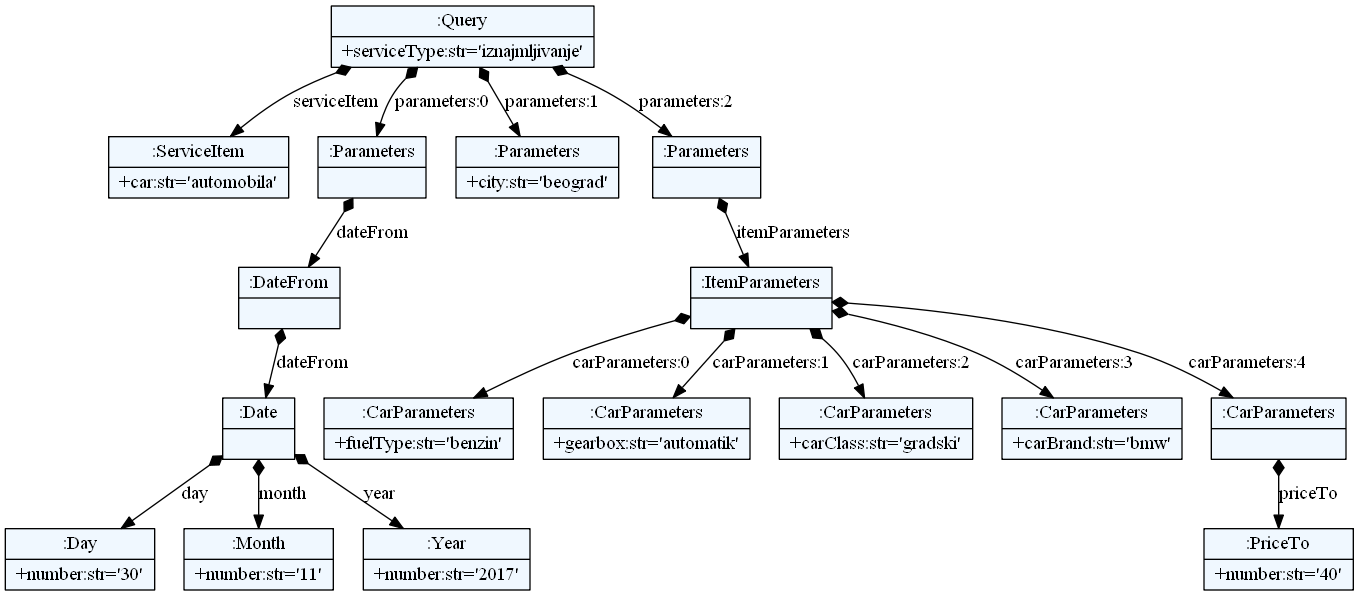 :Query
+serviceType:str='iznajmljivanje'
serviceItem
parameters:0
parameters:1
parameters:2
:ServiceItem
+car:str='automobila'
:Parameters
:Parameters
+city:str='beograd'
:Parameters
dateFrom
itemParameters
:DateFrom
:ItemParameters
dateFrom
carParameters:0
carParameters:1
carParameters:2
carParameters:3
carParameters:4
:Date
:CarParameters
+fuelType:str='benzin'
:CarParameters
+gearbox:str='automatik'
:CarParameters
+carClass:str='gradski'
:CarParameters
+carBrand:str='bmw'
:CarParameters
day
month
year
priceTo
:Day
+number:str='30'
:Month
+number:str='11'
:Year
+number:str='2017'
:PriceTo
+number:str='40'